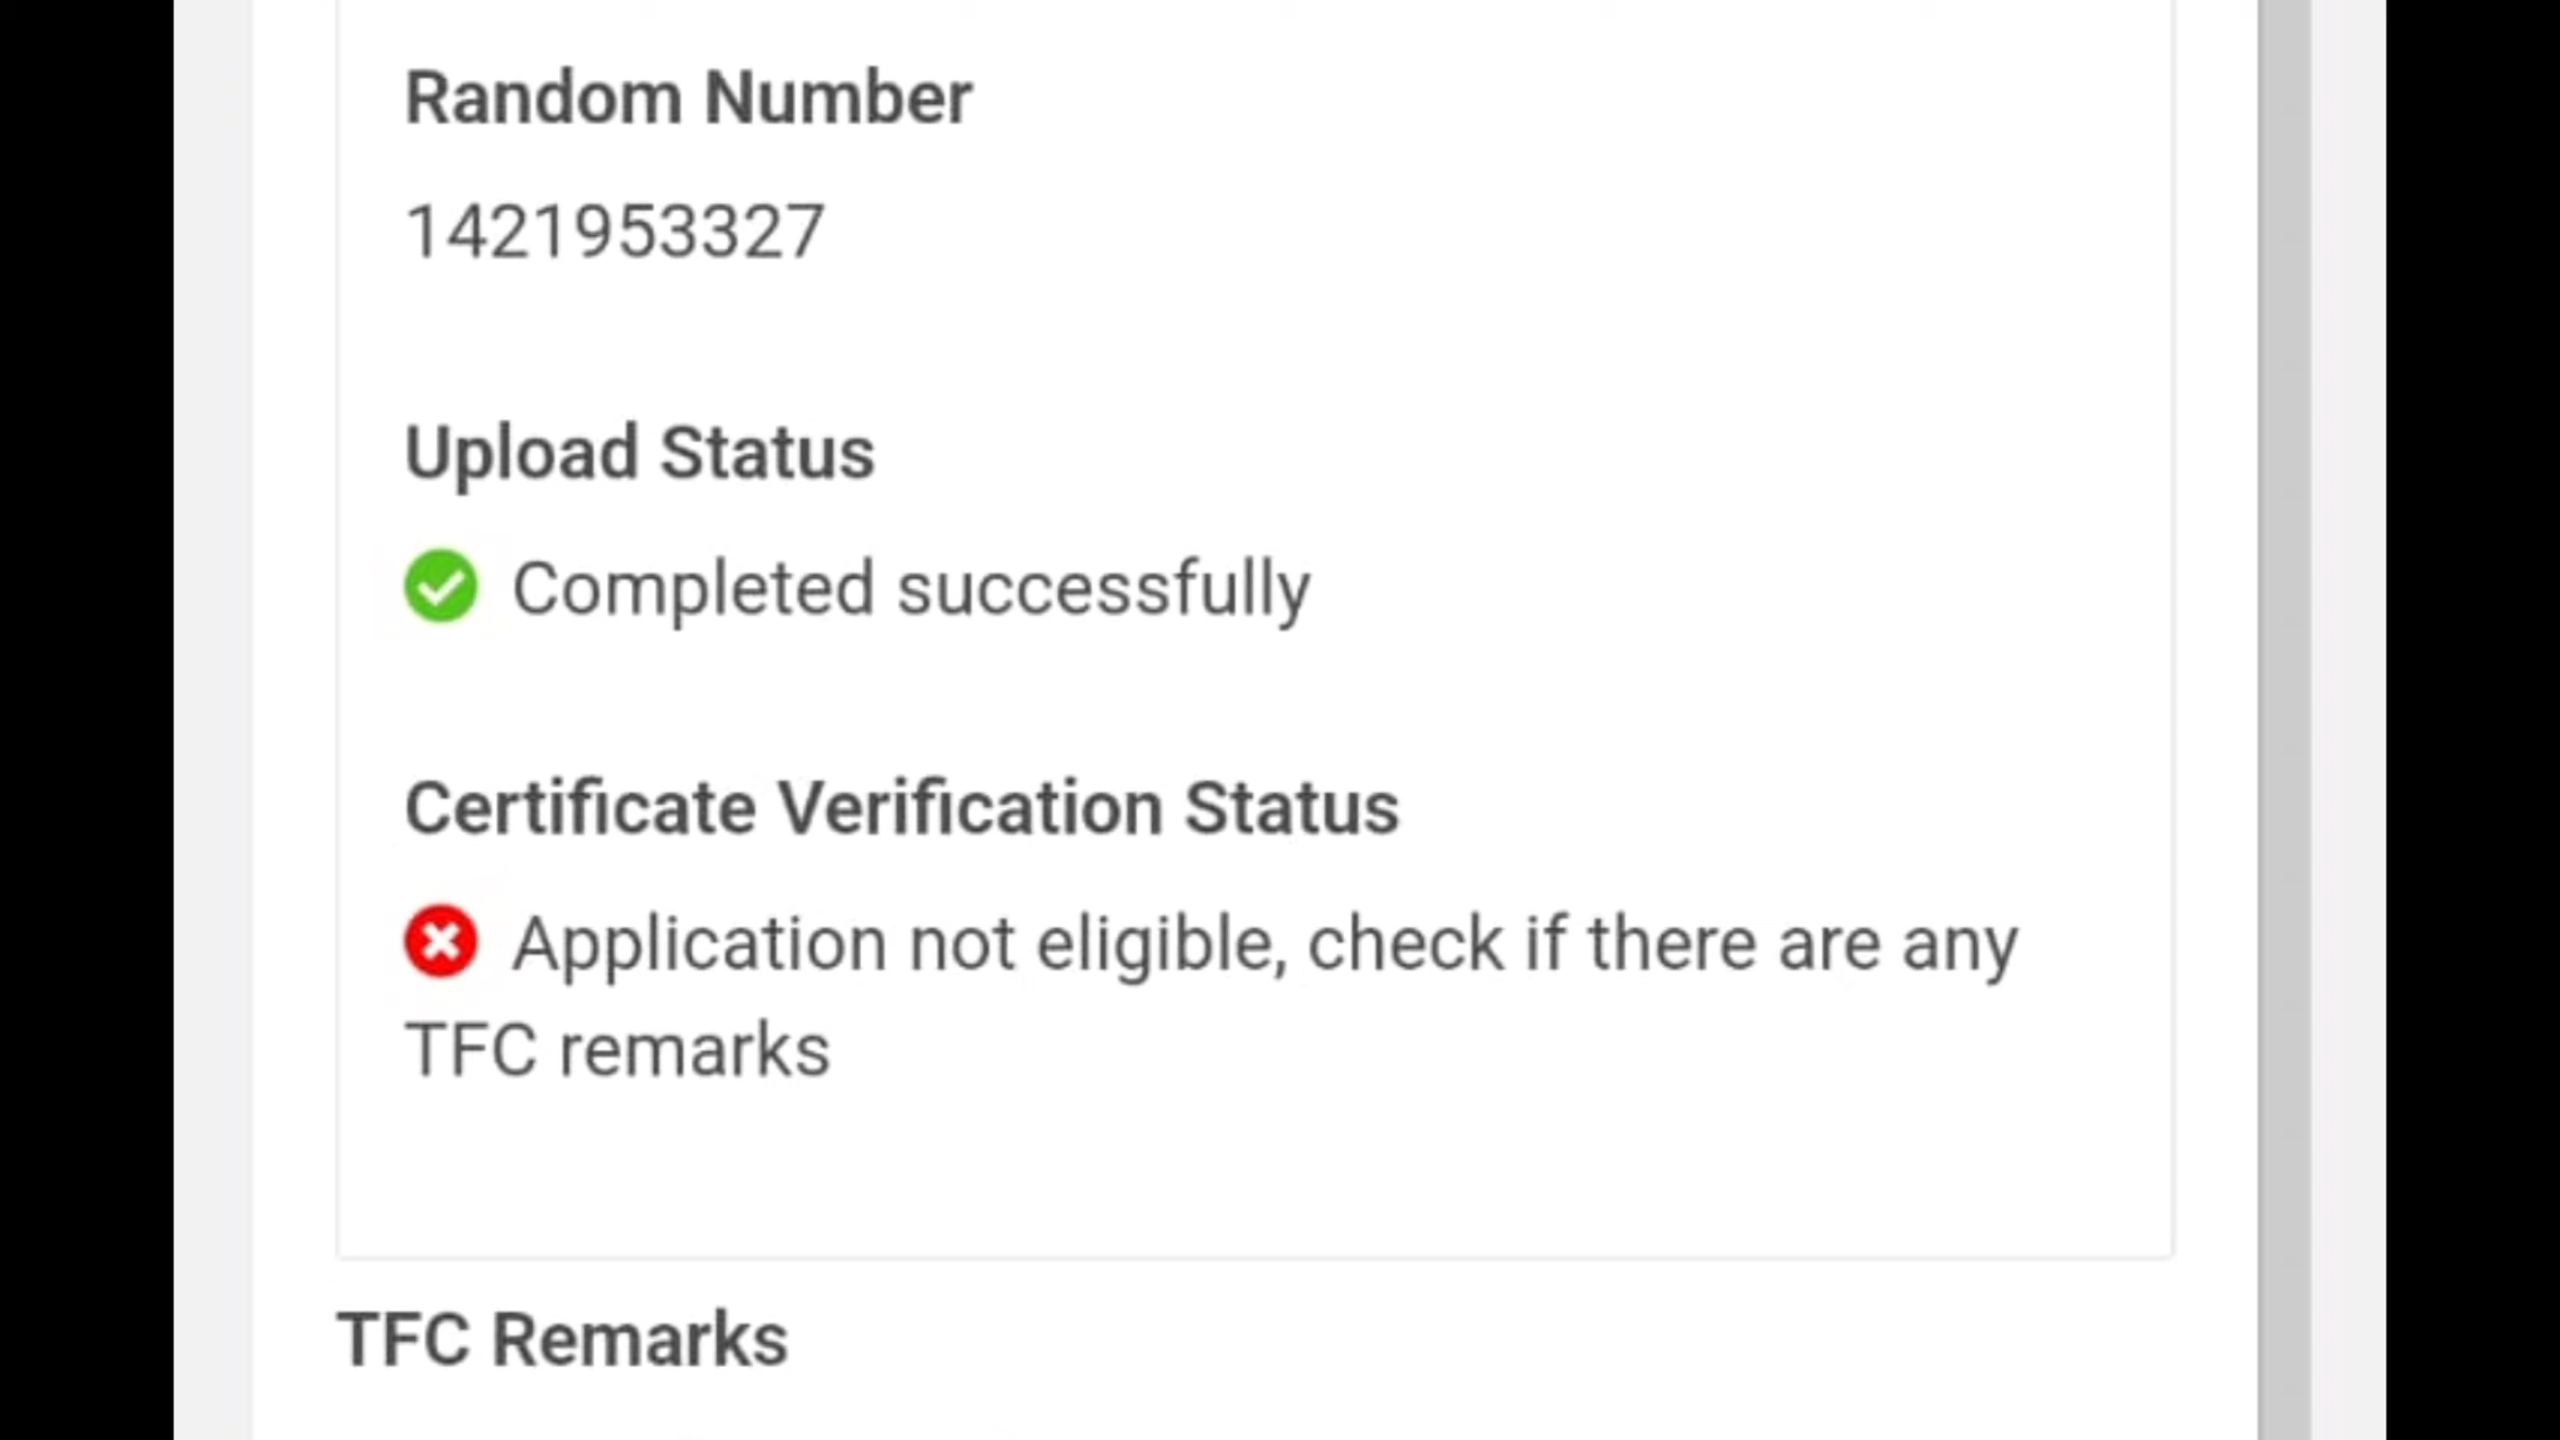 Random Number
1421953327
Upload Status
Completed successfully
Certificate Verification Status
Application not eligible, check if there are any
TFC remarks
TFC Remarks